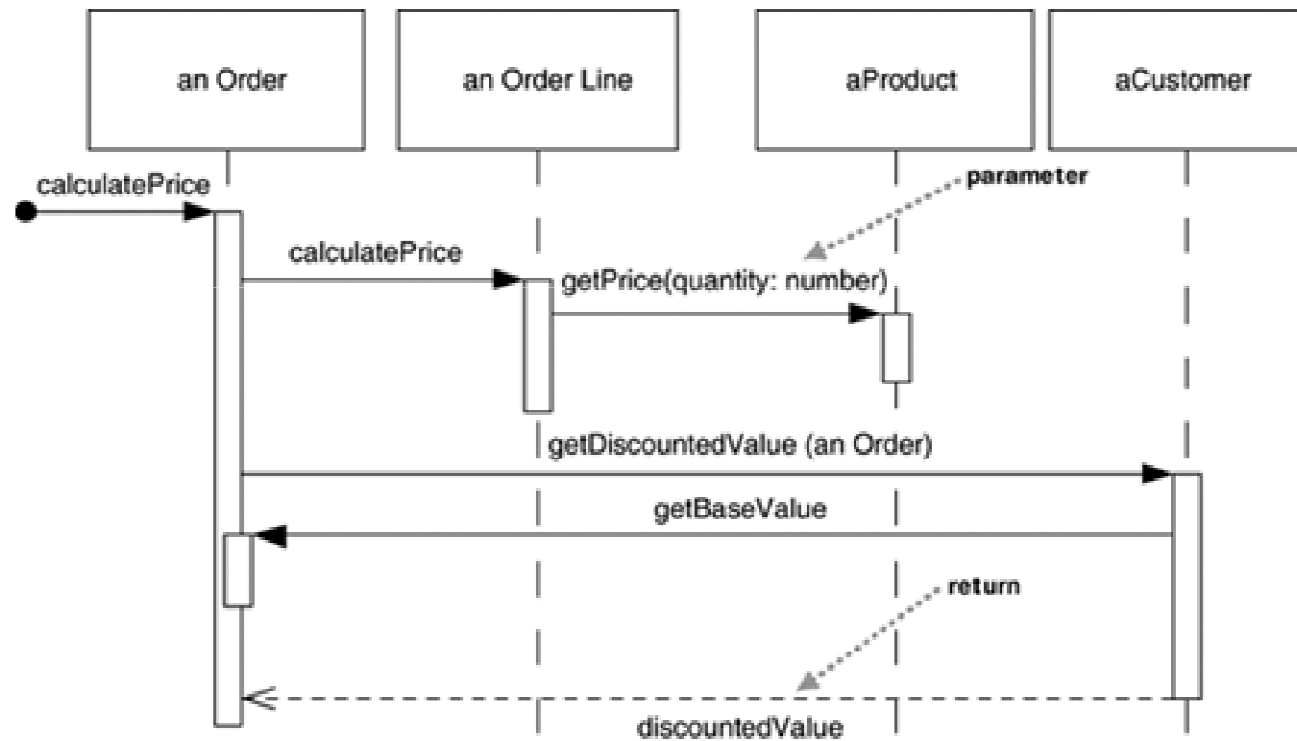 an Order
an Order Line
aProduct
aCustomer
calculatePrice
parameter
calculatePrice
getPrice(quantity: number)
getDiscountedValue (an Order)
getBaseValue
return
discountedValue